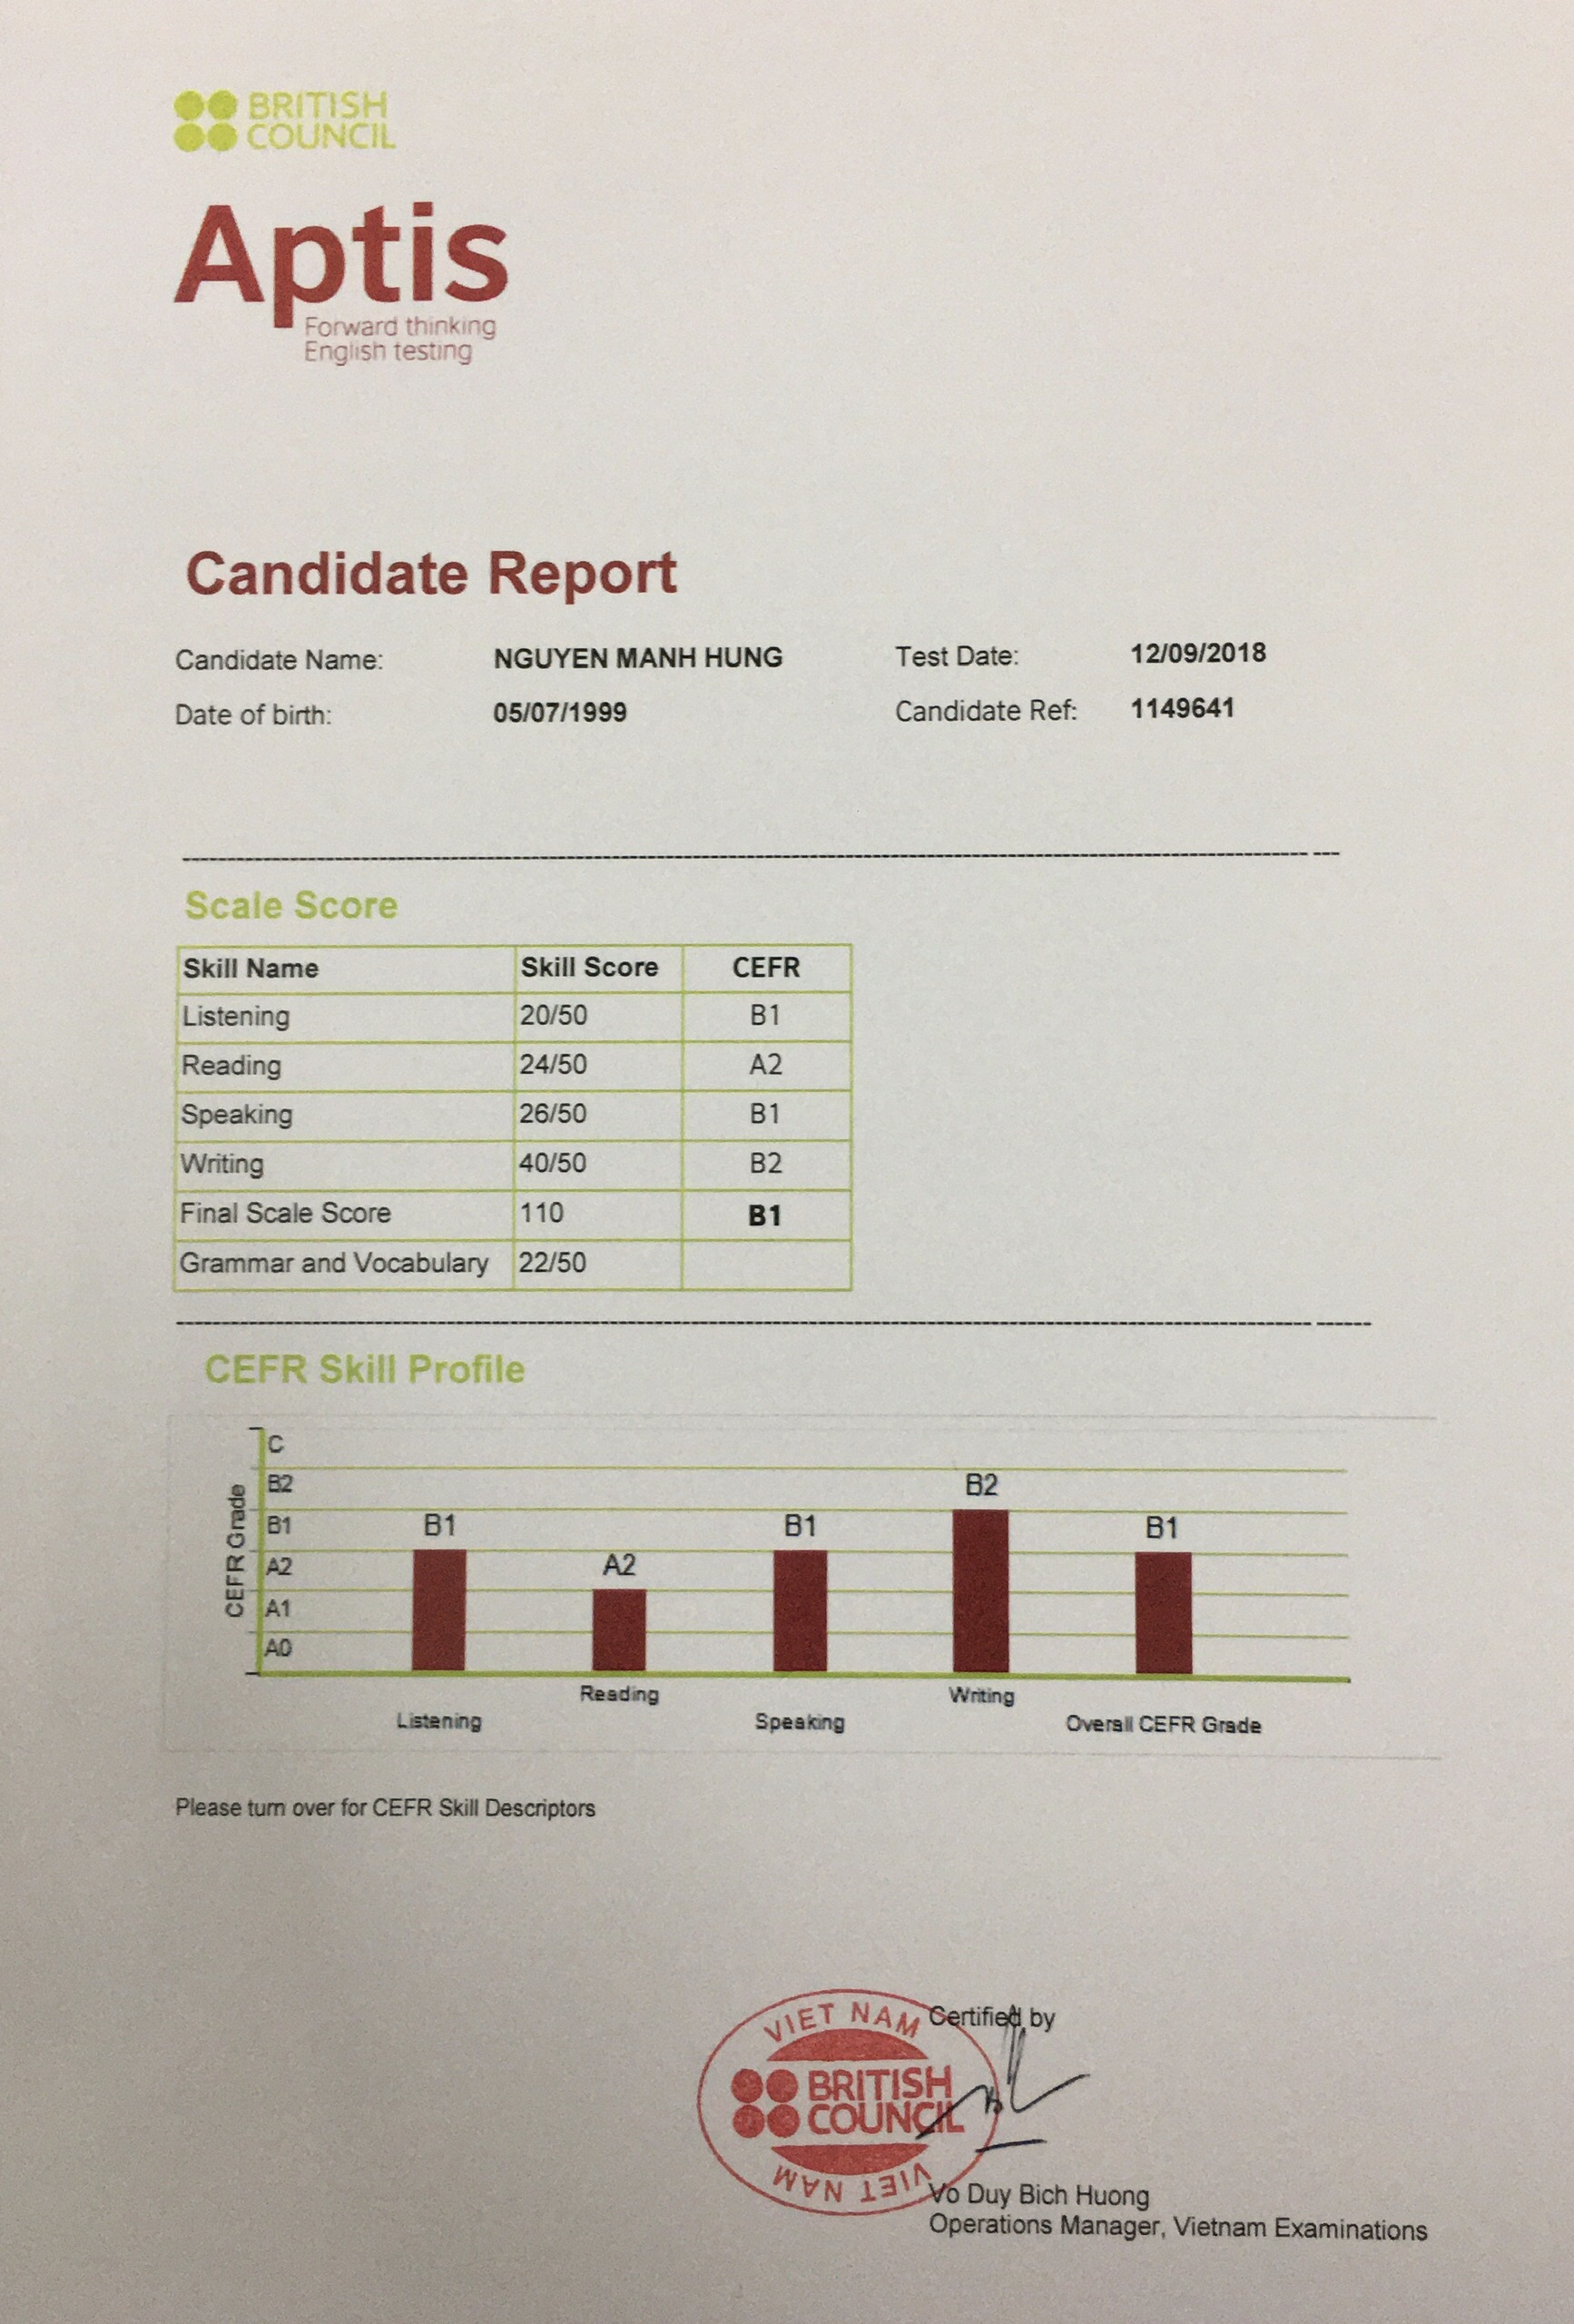 BRITISH
COUNCIL
Aptis
Forward thinking
English testing
Candidate Report
Candidate Name: NGUYEN MANH HUNG Test Date: 12/09/2018
Date of birth: 05/07/1999 Candidate Ref: 1149641
Scale Score
Skill Name Skill Score CEFR
Listening 20/50 B1
Reading 24/50 A2
Speaking 26/50 B1
Writing 40/50 B2
Final Scale Score 110 B1
Grammar and Vocabulary 22/50
CEFR Skill Profile
CEFR Grade
C
B2
B1
A2
A1
A0
B1
A2
B1
B2
B1
Listening
Reading
Speaking
Writing
Overall CEFR Grade
Please turn over for CEFR Skill Descriptors
VIET NAM
BRITISH
COUNCIL
VIET NAM
Certified by
Vo Duy Bich Huong
Operations Manager, Vietnam Examinations